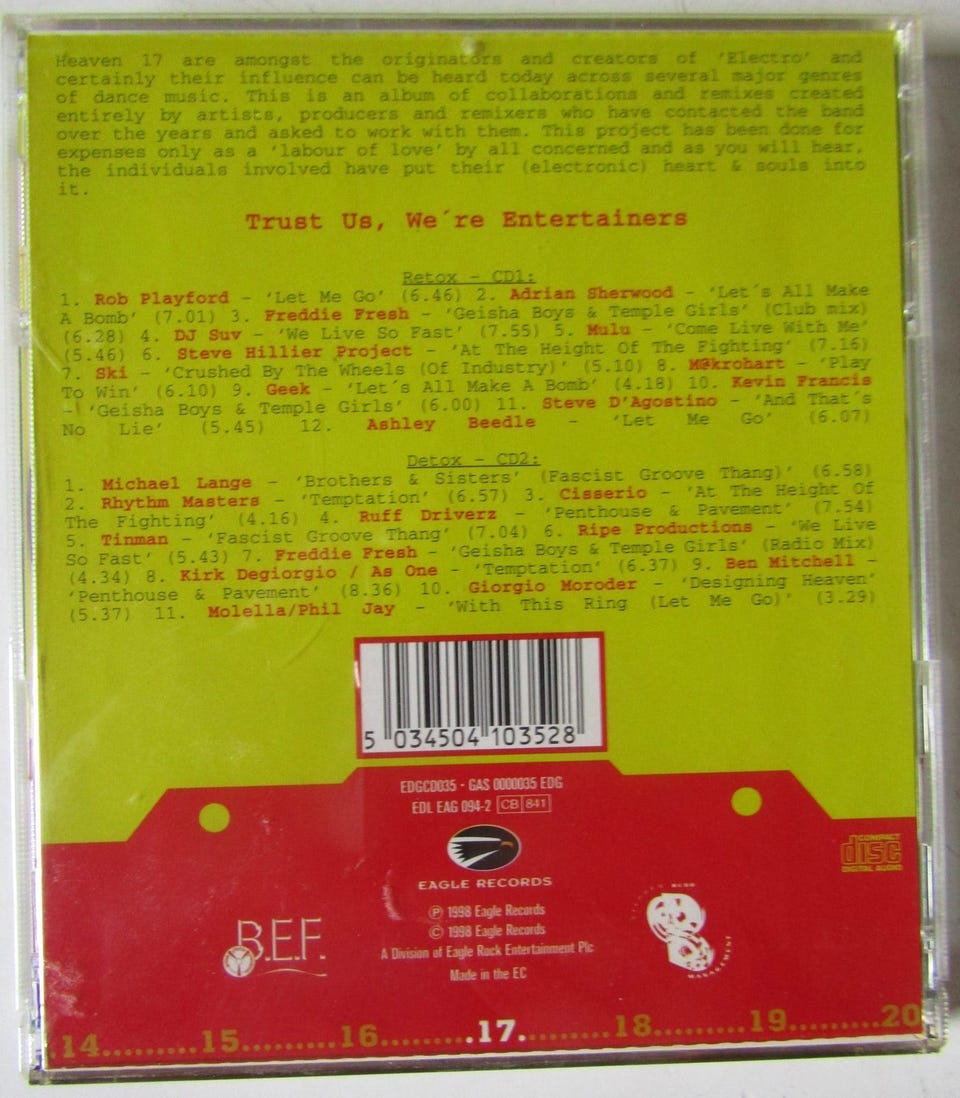 Heaven 17 are amongst the originators and creators of 'Electro' and
certainly their influence can be heard today across several major genres
of dance music. This is an album of collaborations and remixes created
entirely by artists, producers and remixers who have contacted the band
over the years and asked to work with them. This project has been done for
expenses only as a 'labour of love' by all concerned and as you will hear,
the individuals involved have put their (electronic) heart & souls into
it.
Trust Us, We´re Entertainers
Retox - CD1:
1. Rob Playford - 'Let Me Go' (6.46) 2. Adrian Sherwood - 'Let´s All Make
A Bomb' (7.01) 3. Freddie Fresh - 'Geisha Boys & Temple Girls' (Club mix)
(6.28) 4. DJ Suv - 'We Live So Fast' (7.55) 5. Mulu - 'Come Live With Me'
(5.46) 6. Steve Hillier Project - 'At The Height Of The Fighting' (7.16)
7. Ski - 'Crushed By The Wheels (Of Industry)' (5.10) 8. M@krohart - 'Play
To Win' (6.10) 9. Geek - 'Let´s All Make A Bomb' (4.18) 10. Kevin Francis
- 'Geisha Boys & Temple Girls' (6.00) 11. Steve D'Agostino - 'And That´s
No Lie' (5.45) 12. Ashley Beedle - 'Let Me Go' (6.07)
Detox - CD2:
1. Michael Lange - 'Brothers & Sisters' (Fascist Groove Thang)' (6.58)
2. Rhythm Masters - 'Temptation' (6.57) 3. Cisserio - 'At The Height Of
The Fighting' (4.16) 4. Ruff Driverz - 'Penthouse & Pavement' (7.54)
5. Tinman - 'Fascist Groove Thang' (7.04) 6. Ripe Productions - 'We Live
So Fast' (5.43) 7. Freddie Fresh - 'Geisha Boys & Temple Girls' (Radio Mix)
(4.34) 8. Kirk Degiorgio / As One - 'Temptation' (6.37) 9. Ben Mitchell -
'Penthouse & Pavement' (8.36) 10. Giorgio Moroder - 'Designing Heaven'
(5.37) 11. Molella/Phil Jay - 'With This Ring (Let Me Go)' (3.29)
5 034504 103528
EDGCD035 · GAS 0000035 EDG
EDL EAG 094-2 CB 841
EAGLE RECORDS
℗ 1998 Eagle Records
© 1998 Eagle Records
A Division of Eagle Rock Entertainment Plc
Made in the EC
B.E.F.
MANAGEMENT
COMPACT
disc
DIGITAL AUDIO
14.........15.........16.........17.........18.........19.........20